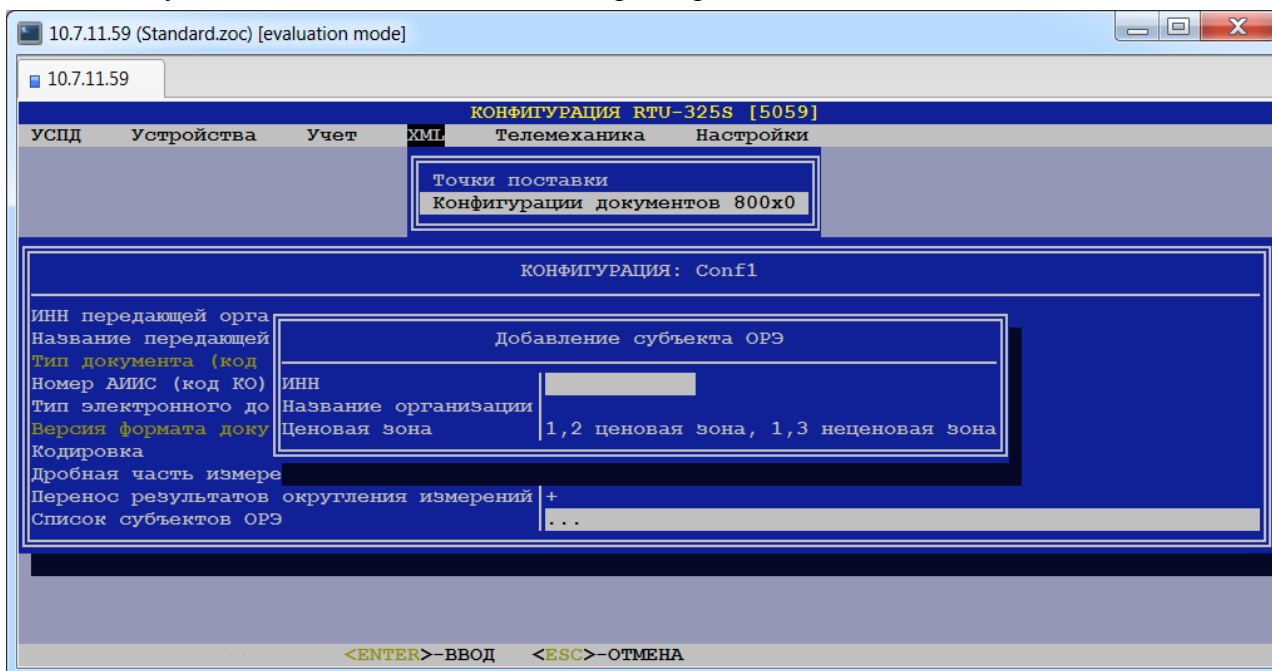 10.7.11.59 (Standard.zoc) [evaluation mode]
10.7.11.59
КОНФИГУРАЦИЯ RTU-325S [5059]
УСПД Устройства Учет XML Телемеханика Настройки
Точки поставки
Конфигурации документов 800x0
КОНФИГУРАЦИЯ: Conf1
ИНН передающей орга
Название передающей
Добавление субъекта ОРЭ
Тип документа (код
Номер АИИС (код КО)
ИНН
Тип электронного до
Название организации
Версия формата доку
Ценовая зона 1,2 ценовая зона, 1,3 неценовая зона
Кодировка
Дробная часть измере
Перенос результатов округления измерений +
Список субъектов ОРЭ ...
<ENTER>-ВВОД <ESC>-ОТМЕНА